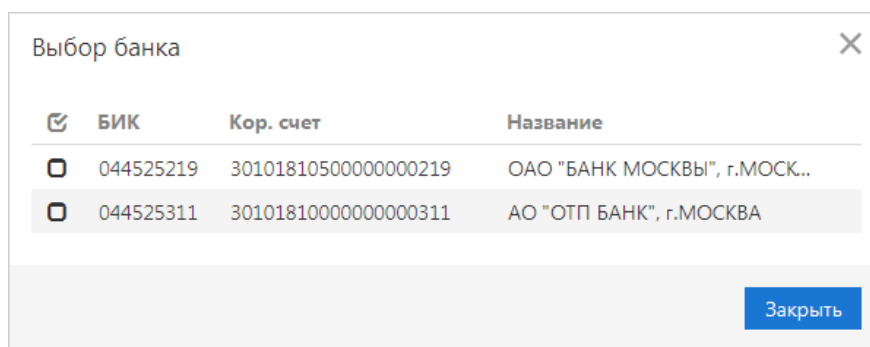 Выбор банка
БИК Кор. счет Название
044525219 30101810500000000219 ОАО "БАНК МОСКВЫ", г.МОСК...
044525311 30101810000000000311 АО "ОТП БАНК", г.МОСКВА
Закрыть